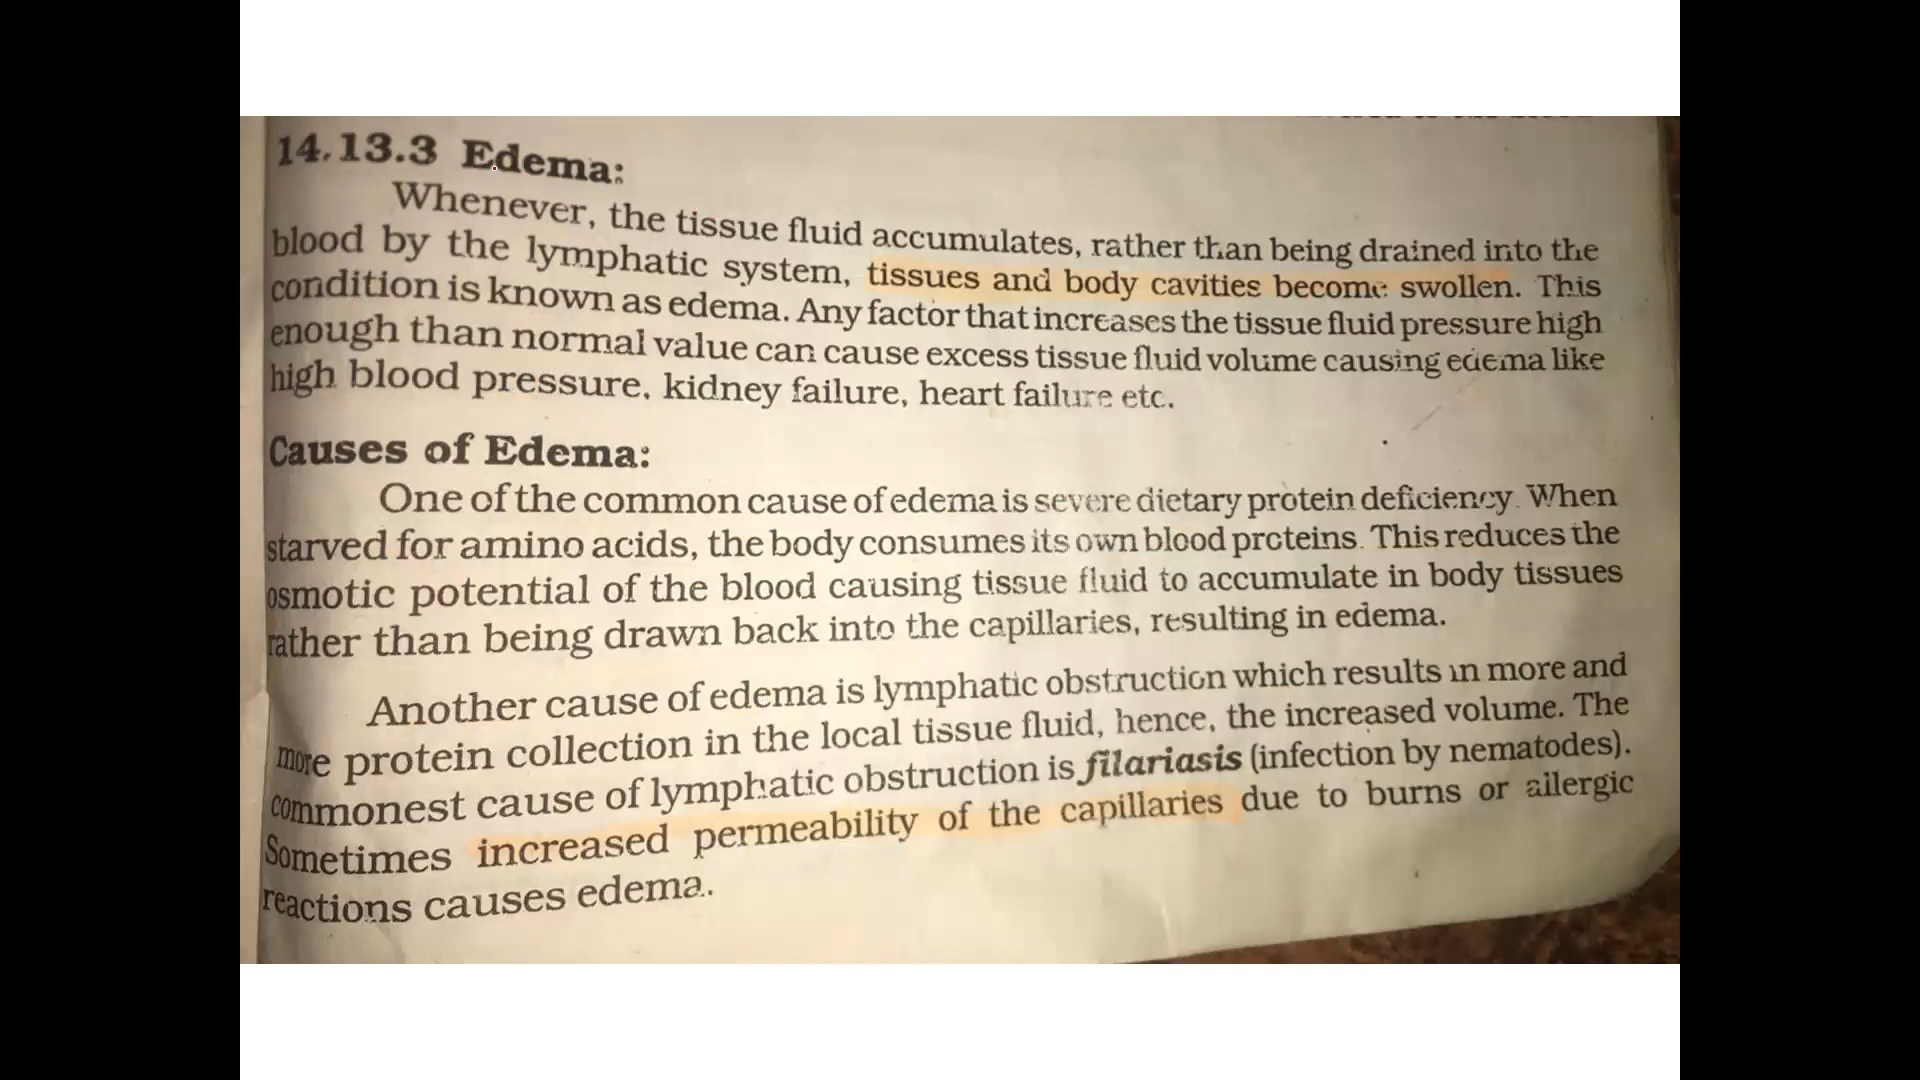 14.13.3 Edema:
Whenever, the tissue fluid accumulates, rather than being drained into the
blood by the lymphatic system, tissues and body cavities become swollen. This
condition is known as edema. Any factor that increases the tissue fluid pressure high
enough than normal value can cause excess tissue fluid volume causing edema like
high blood pressure, kidney failure, heart failure etc.
Causes of Edema:
One of the common cause of edema is severe dietary protein deficiency. When
starved for amino acids, the body consumes its own blood proteins. This reduces the
osmotic potential of the blood causing tissue fluid to accumulate in body tissues
rather than being drawn back into the capillaries, resulting in edema.
Another cause of edema is lymphatic obstruction which results in more and
more protein collection in the local tissue fluid, hence, the increased volume. The
commonest cause of lymphatic obstruction is filariasis (infection by nematodes).
Sometimes increased permeability of the capillaries due to burns or allergic
reactions causes edema.